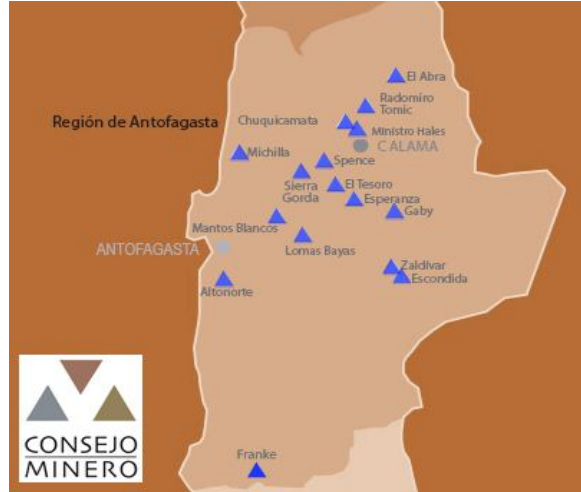 El Abra
Radomiro
Tomic
Región de Antofagasta
Chuquicamata
Ministro Hales
CALAMA
Michilla
Spence
Sierra
Gorda
El Tesoro
Esperanza
Gaby
Mantos Blancos
Lomas Bayas
ANTOFAGASTA
Zaldívar
Escondida
Altonorte
CONSEJO
MINERO
Franke